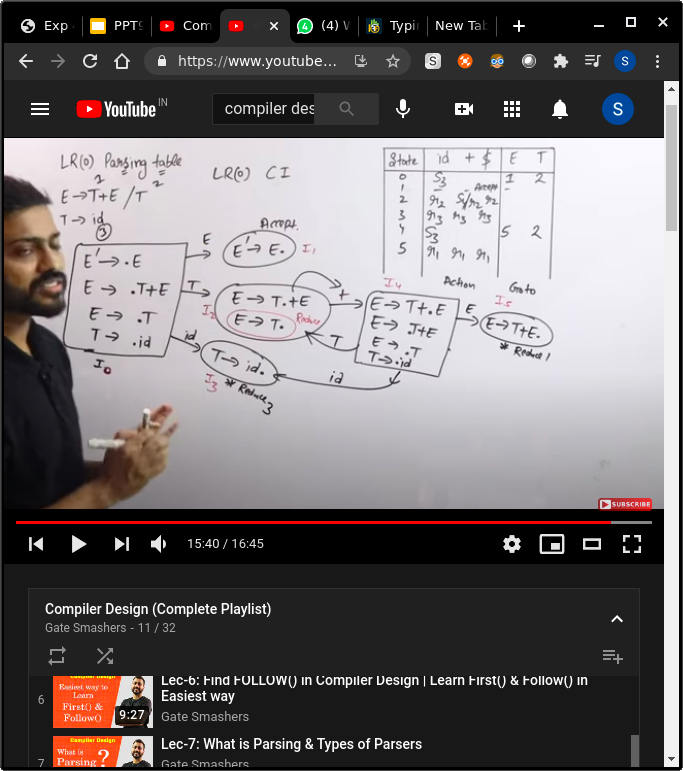 Exp
PPTS
Com
(4) W
Typin
New Tab
https://www.youtube...
S
YouTube IN
compiler des
S
LR(0) Parsing table
LR(0) CI
1 2
E → T+E / T
T → id
3
State id + $ E T
0 S3 1 2
1 Accept
2 r2 S4/r2 r2
3 r3 r3 r3
4 S3 5 2
5 r1 r1 r1
Action Goto
E' → .E
E → .T+E
E → .T
T → .id
I0
E
Accept
E' → E.
I1
T
E → T.+E
E → T.
Reduce
I2
id
T → id.
I3
* Reduce 3
+
I4
E → T+.E
E → .T+E
E → .T
T → .id
T
id
E
I5
E → T+E.
* Reduce 1
SUBSCRIBE
15:40 / 16:45
Compiler Design (Complete Playlist)
Gate Smashers - 11 / 32
6
Compiler Design
Easiest way to
Learn
First() &
Follow()
9:27
Lec-6: Find FOLLOW() in Compiler Design | Learn First() & Follow() in
Easiest way
Gate Smashers
7
Compiler Design
What is
Parsing ?
Lec-7: What is Parsing & Types of Parsers
Gate Smashers